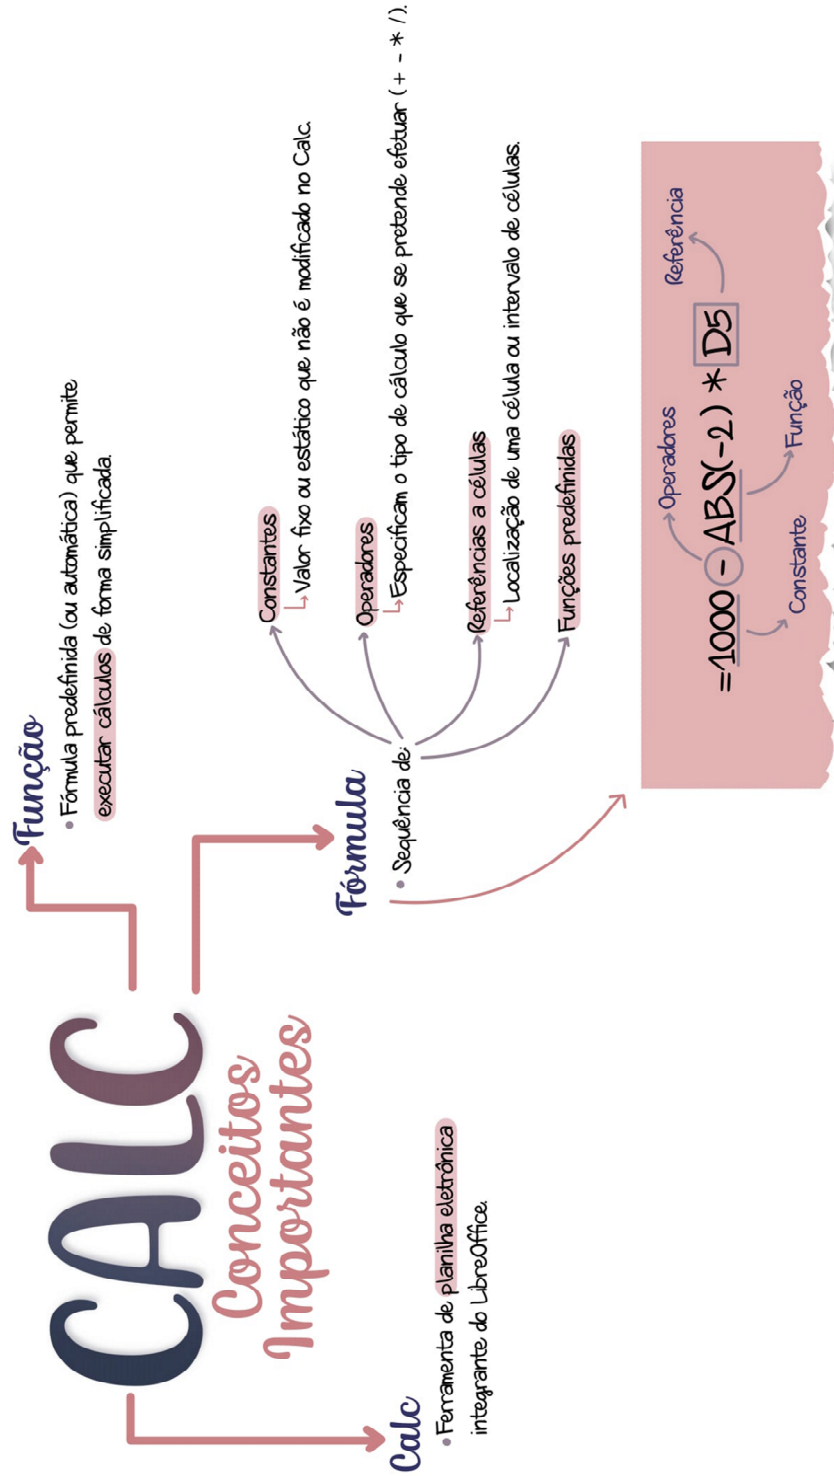 CALC
Conceitos
Importantes
Calc
• Ferramenta de planilha eletrônica
integrante do LibreOffice.
Função
• Fórmula predefinida (ou automática) que permite
executar cálculos de forma simplificada.
Fórmula
• Sequência de:
Constantes
Valor fixo ou estático que não é modificado no Calc.
Operadores
Especificam o tipo de cálculo que se pretende efetuar (+ - * /).
Referências a células
Localização de uma célula ou intervalo de células.
Funções predefinidas
Operadores
Referência
=1000 - ABS(-2) * D5
Constante
Função